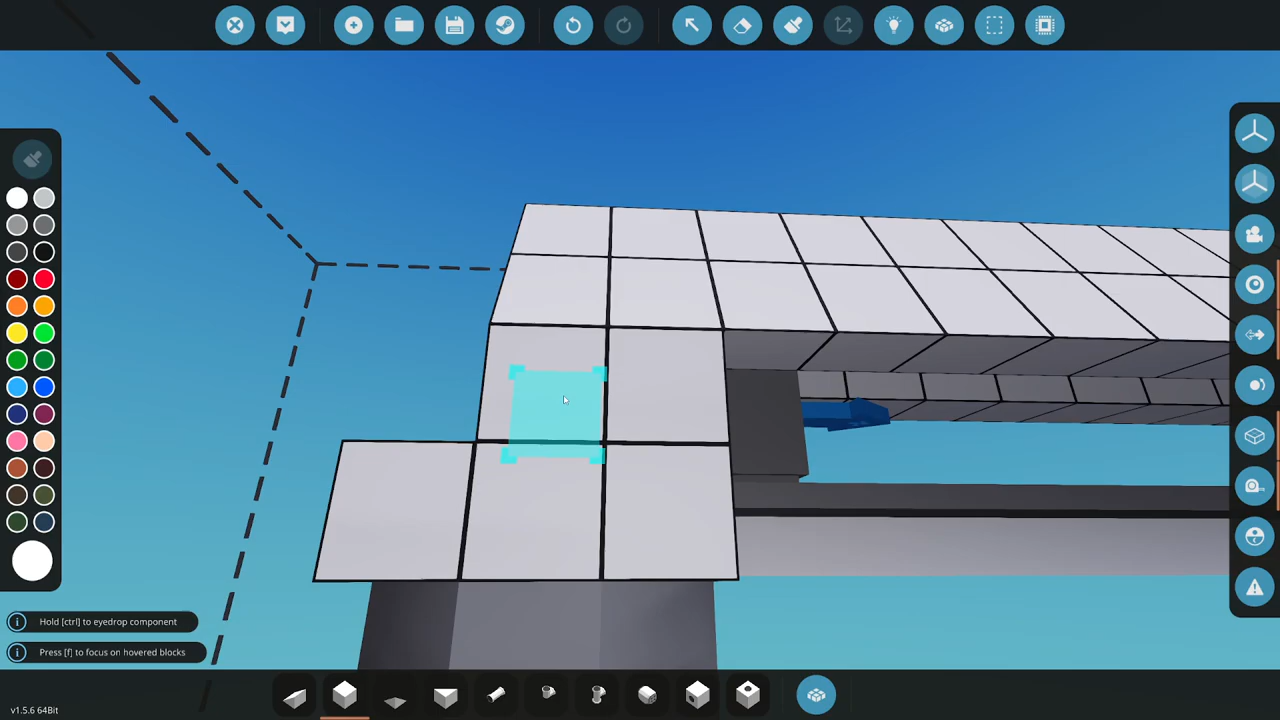 Hold [ctrl] to eyedrop component
Press [f] to focus on hovered blocks
v1.5.6 64Bit